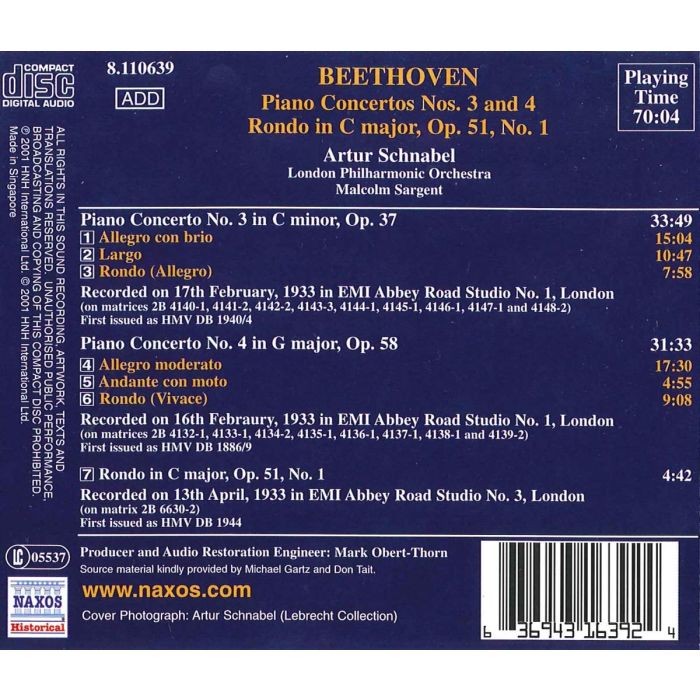 COMPACT
disc
DIGITAL AUDIO
8.110639
ADD
BEETHOVEN
Piano Concertos Nos. 3 and 4
Rondo in C major, Op. 51, No. 1
Artur Schnabel
London Philharmonic Orchestra
Malcolm Sargent
Playing
Time
70:04
Piano Concerto No. 3 in C minor, Op. 37 33:49
1 Allegro con brio 15:04
2 Largo 10:47
3 Rondo (Allegro) 7:58
Recorded on 17th February, 1933 in EMI Abbey Road Studio No. 1, London
(on matrices 2B 4140-1, 4141-2, 4142-2, 4143-3, 4144-1, 4145-1, 4146-1, 4147-1 and 4148-2)
First issued as HMV DB 1940/4
Piano Concerto No. 4 in G major, Op. 58 31:33
4 Allegro moderato 17:30
5 Andante con moto 4:55
6 Rondo (Vivace) 9:08
Recorded on 16th Febraury, 1933 in EMI Abbey Road Studio No. 1, London
(on matrices 2B 4132-1, 4133-1, 4134-2, 4135-1, 4136-1, 4137-1, 4138-1 and 4139-2)
First issued as HMV DB 1886/9
7 Rondo in C major, Op. 51, No. 1 4:42
Recorded on 13th April, 1933 in EMI Abbey Road Studio No. 3, London
(on matrix 2B 6630-2)
First issued as HMV DB 1944
ALL RIGHTS IN THIS SOUND RECORDING, ARTWORK, TEXTS AND
TRANSLATIONS RESERVED. UNAUTHORISED PUBLIC PERFORMANCE,
BROADCASTING AND COPYING OF THIS COMPACT DISC PROHIBITED.
℗ 2001 HNH International Ltd. © 2001 HNH International Ltd.
Made in Singapore
LC 05537
Producer and Audio Restoration Engineer: Mark Obert-Thorn
Source material kindly provided by Michael Gartz and Don Tait.
www.naxos.com
Cover Photograph: Artur Schnabel (Lebrecht Collection)
NAXOS
Historical
6 36943 16392 4